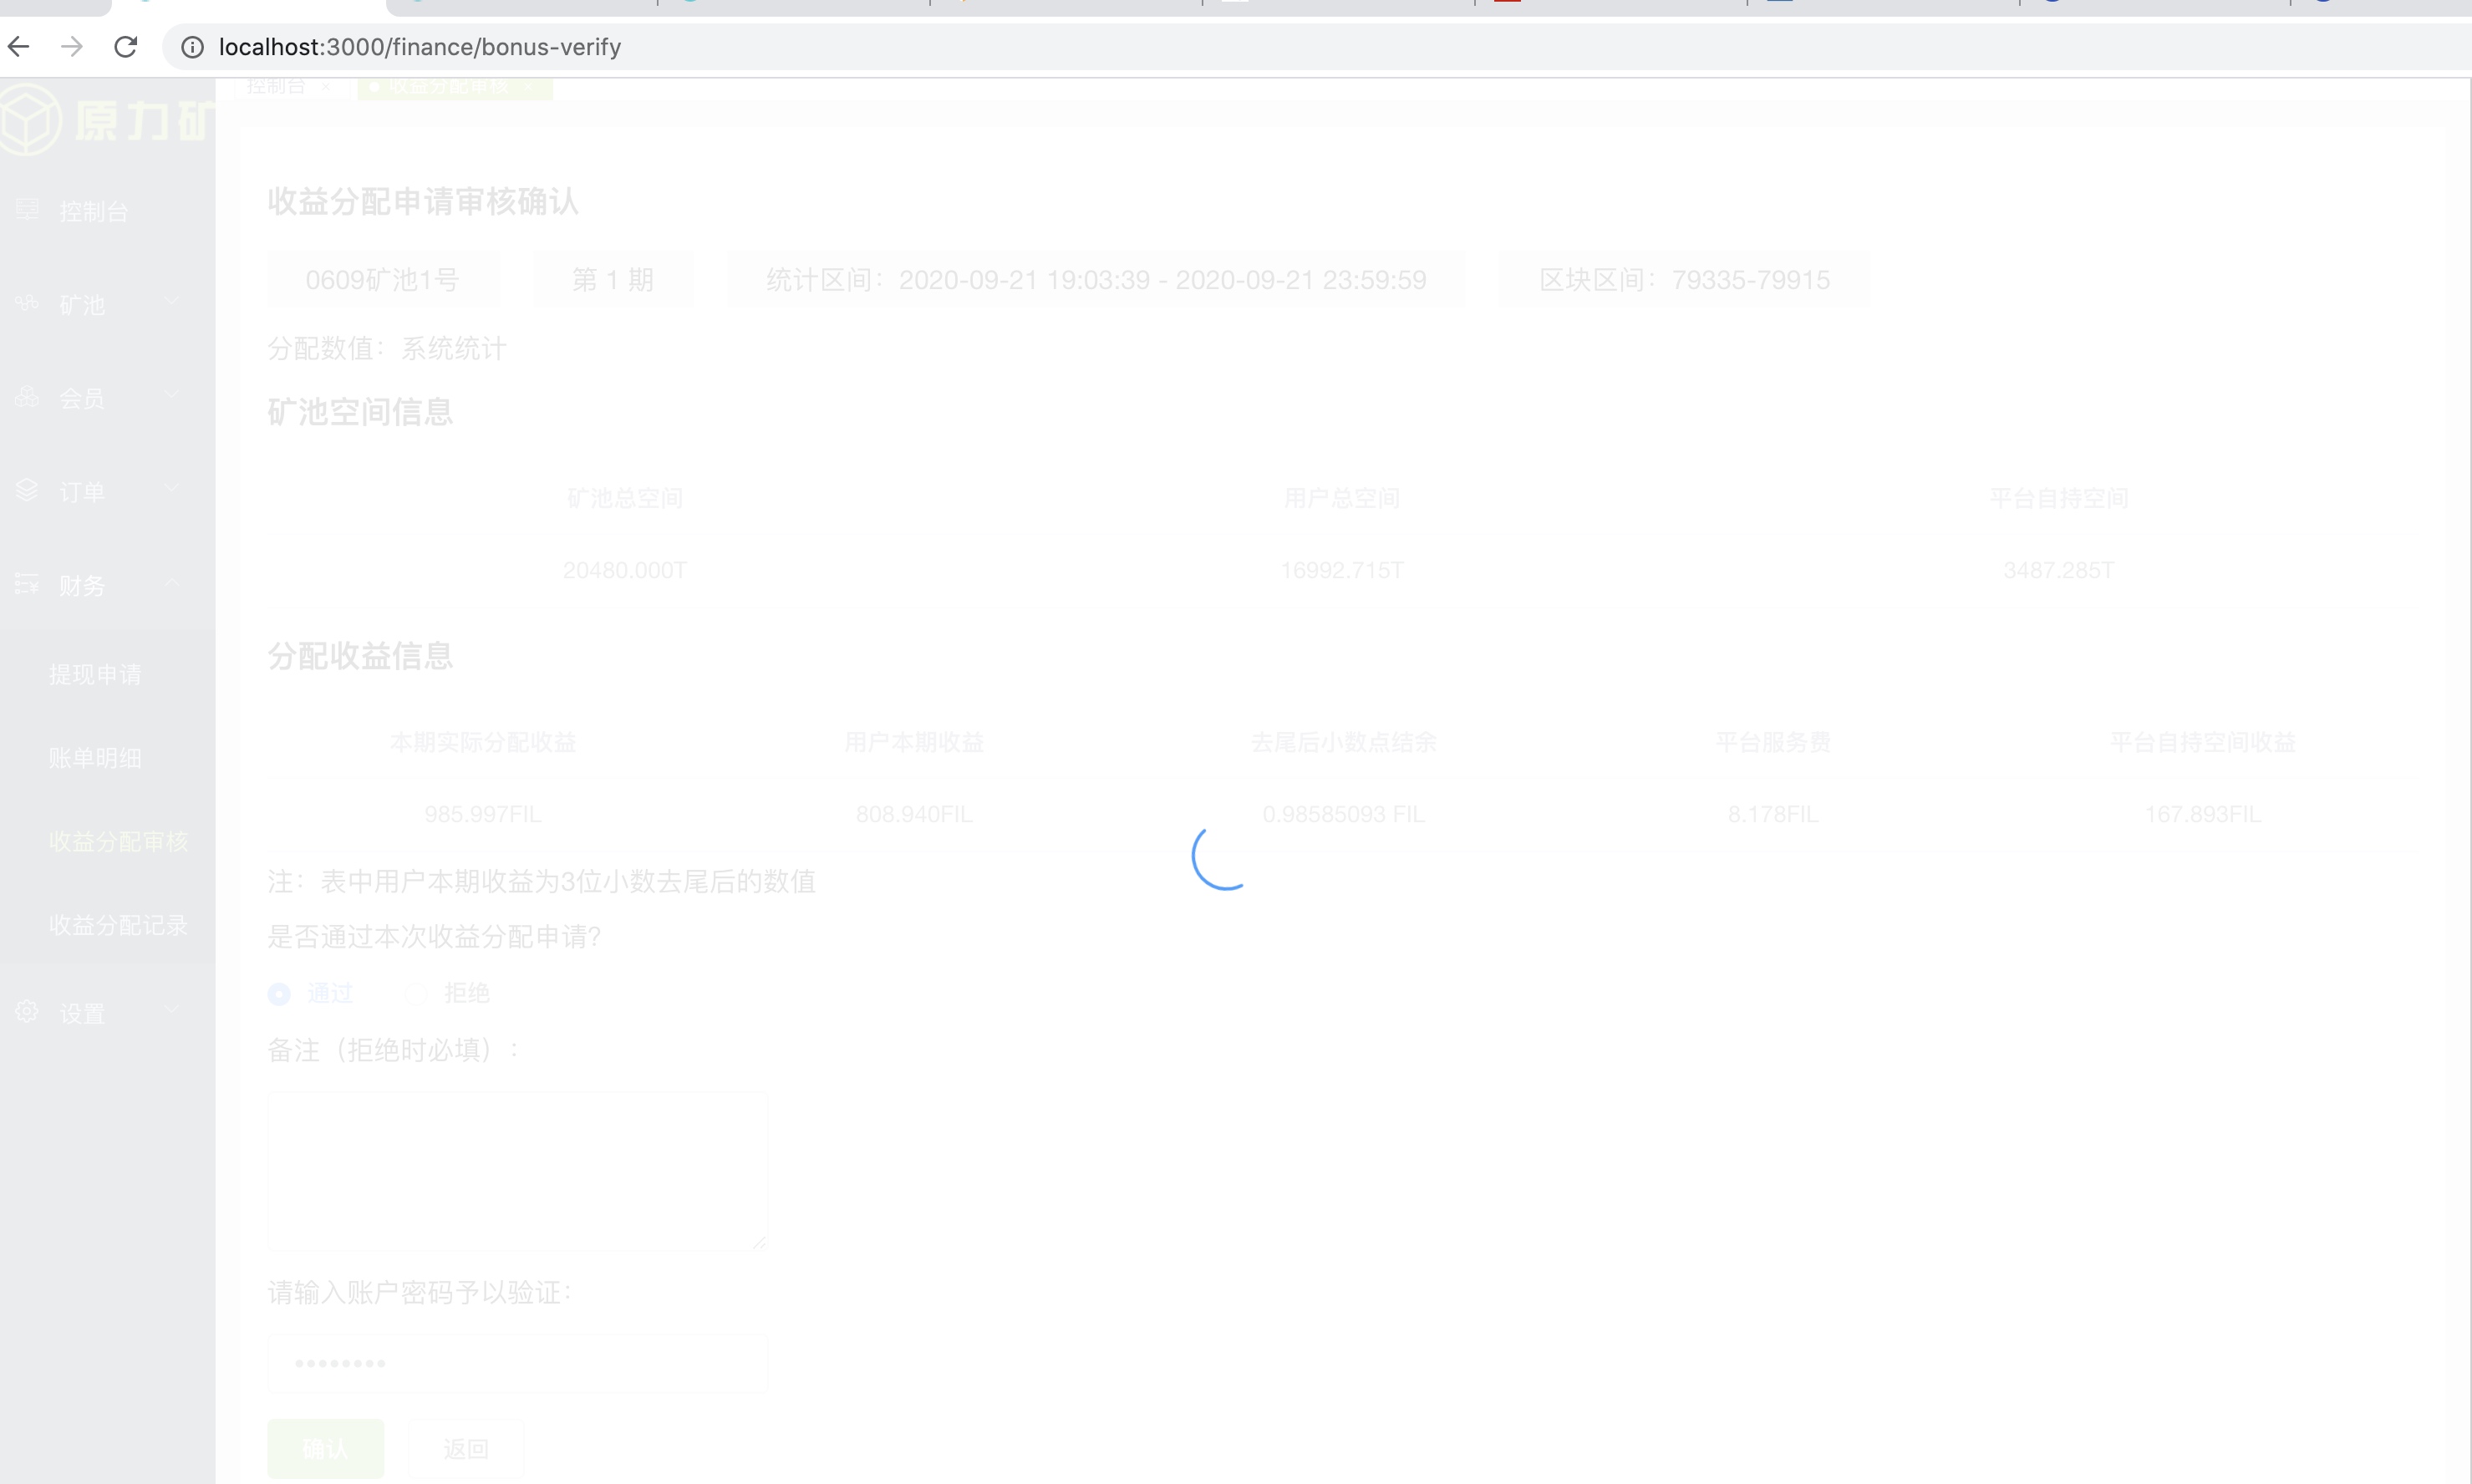 localhost:3000/finance/bonus-verify
控制台 × 收益分配审核 ×
原力矿
控制台
矿池
会员
订单
财务
提现申请
账单明细
收益分配审核
收益分配记录
设置
收益分配申请审核确认
0609矿池1号 第 1 期 统计区间：2020-09-21 19:03:39 - 2020-09-21 23:59:59 区块区间：79335-79915
分配数值：系统统计
矿池空间信息
矿池总空间 用户总空间 平台自持空间
20480.000T 16992.715T 3487.285T
分配收益信息
本期实际分配收益 用户本期收益 去尾后小数点结余 平台服务费 平台自持空间收益
985.997FIL 808.940FIL 0.98585093 FIL 8.178FIL 167.893FIL
注：表中用户本期收益为3位小数去尾后的数值
是否通过本次收益分配申请?
通过 拒绝
备注（拒绝时必填）:
请输入账户密码予以验证：
••••••••
确认 返回